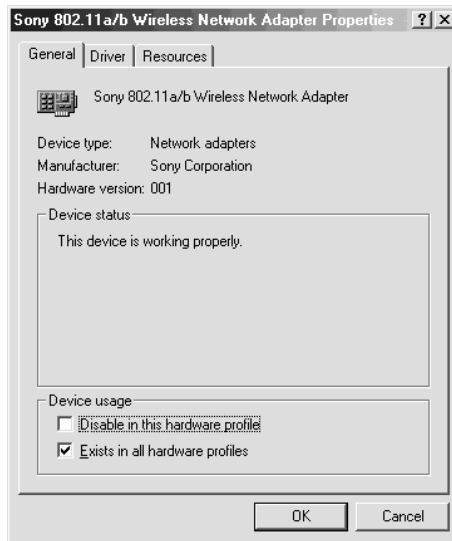 Sony 802.11a/b Wireless Network Adapter Properties ? X
General Driver Resources
Sony 802.11a/b Wireless Network Adapter
Device type: Network adapters
Manufacturer: Sony Corporation
Hardware version: 001
Device status
This device is working properly.
Device usage
Disable in this hardware profile
Exists in all hardware profiles
OK Cancel